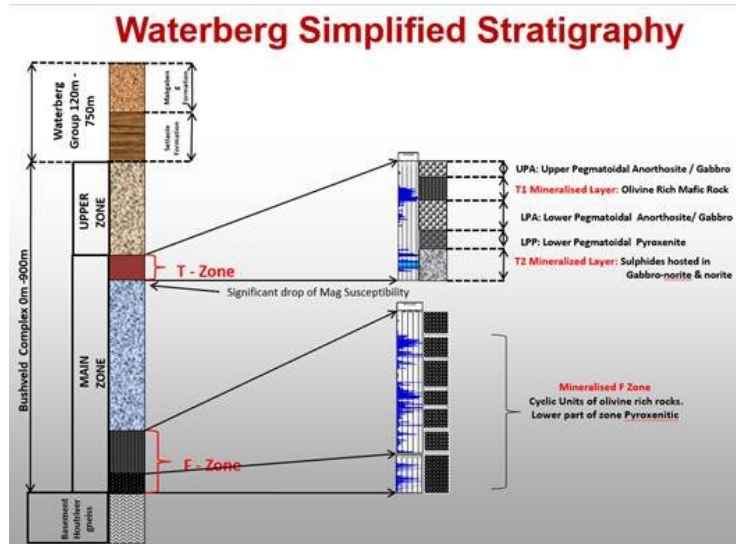 Waterberg Simplified Stratigraphy
Waterberg
Group 120m -
750m
Makgaben
g
Formation
Setlaole
Formation
Bushveld Complex 0m -900m
UPPER
ZONE
MAIN
ZONE
T - Zone
Significant drop of Mag Susceptibility
F - Zone
Basement
Houtriver
gneiss
UPA: Upper Pegmatoidal Anorthosite / Gabbro
T1 Mineralised Layer: Olivine Rich Mafic Rock
LPA: Lower Pegmatoidal Anorthosite/ Gabbro
LPP: Lower Pegmatoidal Pyroxenite
T2 Mineralized Layer: Sulphides hosted in
Gabbro-norite & norite
Mineralised F Zone
Cyclic Units of olivine rich rocks.
Lower part of zone Pyroxenitic